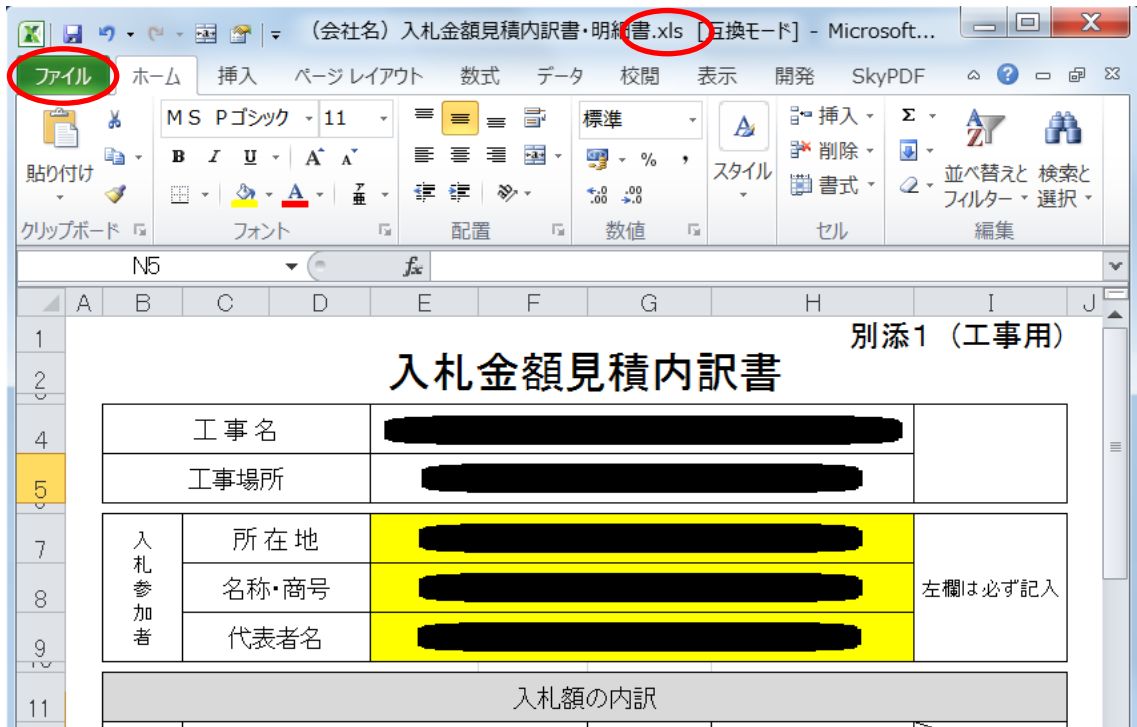 （会社名）入札金額見積内訳書・明細書.xls [互換モード] - Microsoft...
ファイル ホーム 挿入 ページ レイアウト 数式 データ 校閲 表示 開発 SkyPDF
貼り付け
ＭＳ Ｐゴシック 11
B I U A A
A 亜
標準
% ,
.00 .0
スタイル
挿入
削除
書式
Σ
並べ替えと
フィルター
検索と
選択
クリップボード フォント 配置 数値 セル 編集
N5 fx
A B C D E F G H I J
1 別添１（工事用）
2 入札金額見積内訳書
4 工事名
5 工事場所
入札参加者
7 所在地
8 名称・商号 左欄は必ず記入
9 代表者名
11 入札額の内訳